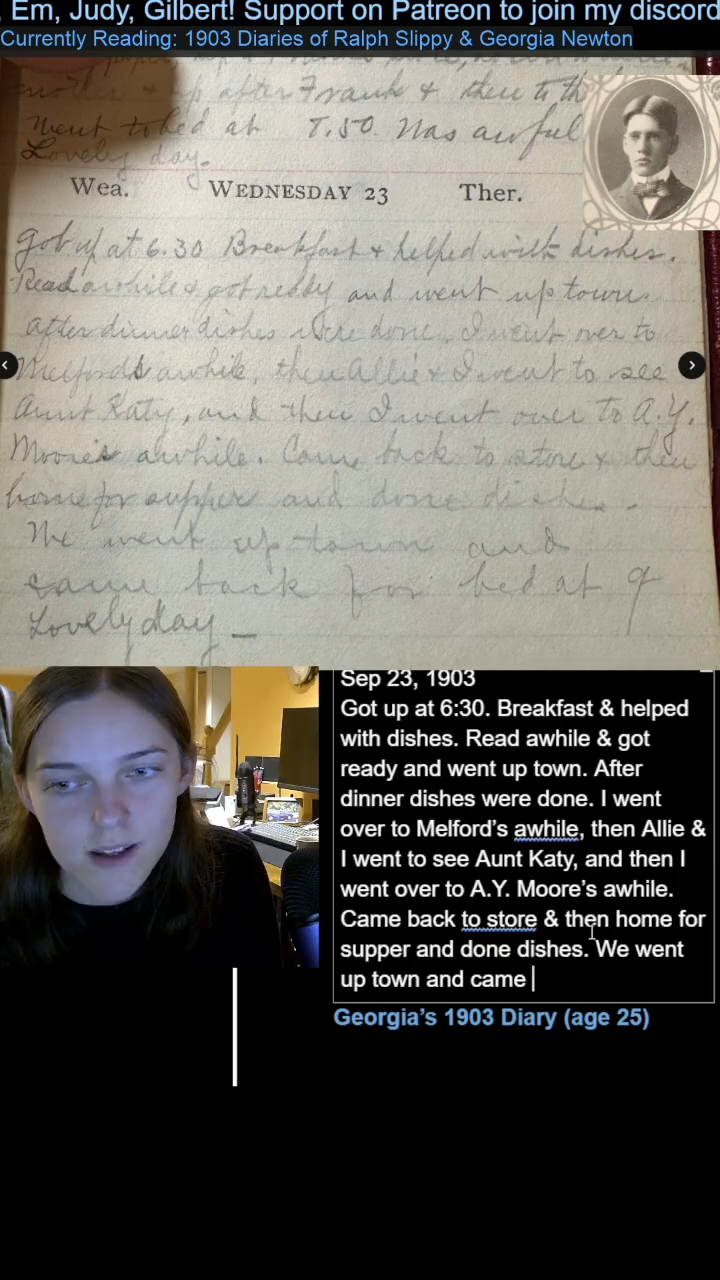 , Em, Judy, Gilbert! Support on Patreon to join my discord
Currently Reading: 1903 Diaries of Ralph Slippy & Georgia Newton
mother & up after Frank & then to th
Went to bed at 7.50. Was awful
Lovely day.
Wea. WEDNESDAY 23 Ther.
Got up at 6.30 Breakfast & helped with dishes.
Read awhile & got ready and went up town.
After dinner dishes were done. I went over to
Melford's awhile, then Allie & I went to see
Aunt Katy, and then I went over to A.Y.
Moore's awhile. Came back to store & then
home for supper and done dishes.
We went up town and
came back for bed at 9
Lovely day
Sep 23, 1903
Got up at 6:30. Breakfast & helped
with dishes. Read awhile & got
ready and went up town. After
dinner dishes were done. I went
over to Melford's awhile, then Allie &
I went to see Aunt Katy, and then I
went over to A.Y. Moore's awhile.
Came back to store & then home for
supper and done dishes. We went
up town and came
Georgia's 1903 Diary (age 25)